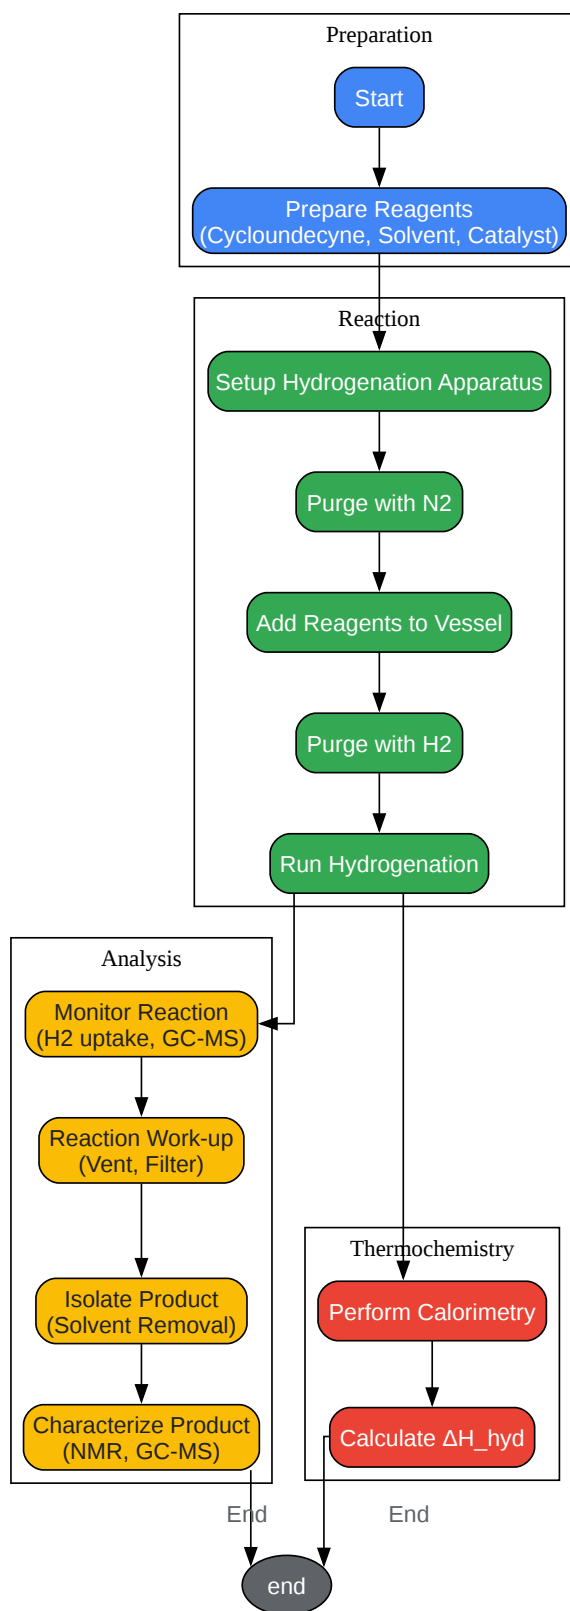 Preparation
Start
Prepare Reagents
(Cycloundecyne, Solvent, Catalyst)
Reaction
Setup Hydrogenation Apparatus
Purge with N2
Add Reagents to Vessel
Purge with H2
Run Hydrogenation
Analysis
Monitor Reaction
(H2 uptake, GC-MS)
Reaction Work-up
(Vent, Filter)
Isolate Product
(Solvent Removal)
Characterize Product
(NMR, GC-MS)
Thermochemistry
Perform Calorimetry
Calculate ΔH_hyd
End
End
end